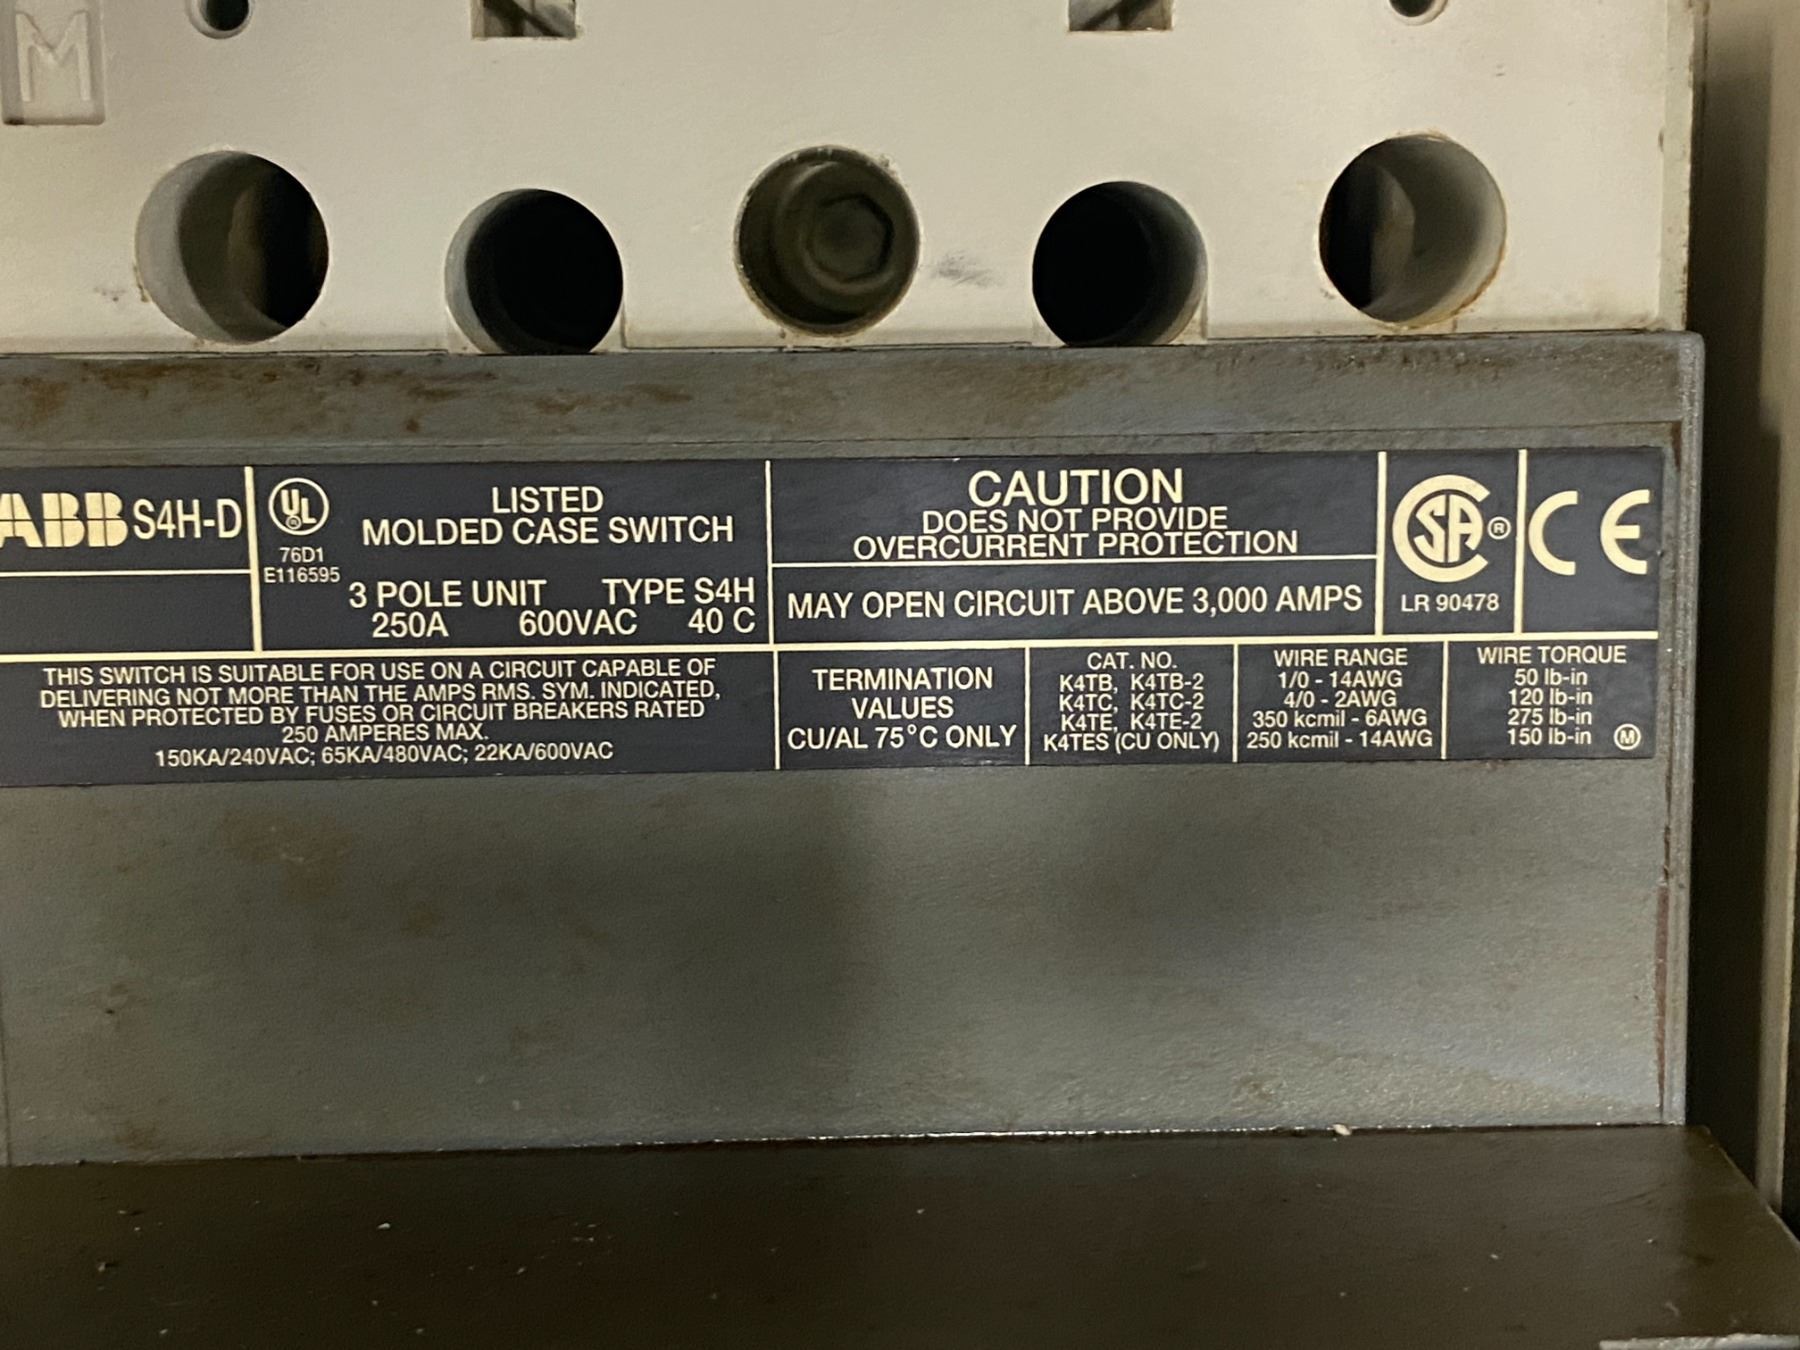 M
ABB S4H-D
UL
®
76D1
E116595
LISTED
MOLDED CASE SWITCH
3 POLE UNIT TYPE S4H
250A 600VAC 40 C
CAUTION
DOES NOT PROVIDE
OVERCURRENT PROTECTION
MAY OPEN CIRCUIT ABOVE 3,000 AMPS
CSA ®
LR 90478
CE
THIS SWITCH IS SUITABLE FOR USE ON A CIRCUIT CAPABLE OF
DELIVERING NOT MORE THAN THE AMPS RMS. SYM. INDICATED,
WHEN PROTECTED BY FUSES OR CIRCUIT BREAKERS RATED
250 AMPERES MAX.
150KA/240VAC; 65KA/480VAC; 22KA/600VAC
TERMINATION
VALUES
CU/AL 75°C ONLY
CAT. NO.
K4TB, K4TB-2
K4TC, K4TC-2
K4TE, K4TE-2
K4TES (CU ONLY)
WIRE RANGE
1/0 - 14AWG
4/0 - 2AWG
350 kcmil - 6AWG
250 kcmil - 14AWG
WIRE TORQUE
50 lb-in
120 lb-in
275 lb-in
150 lb-in M